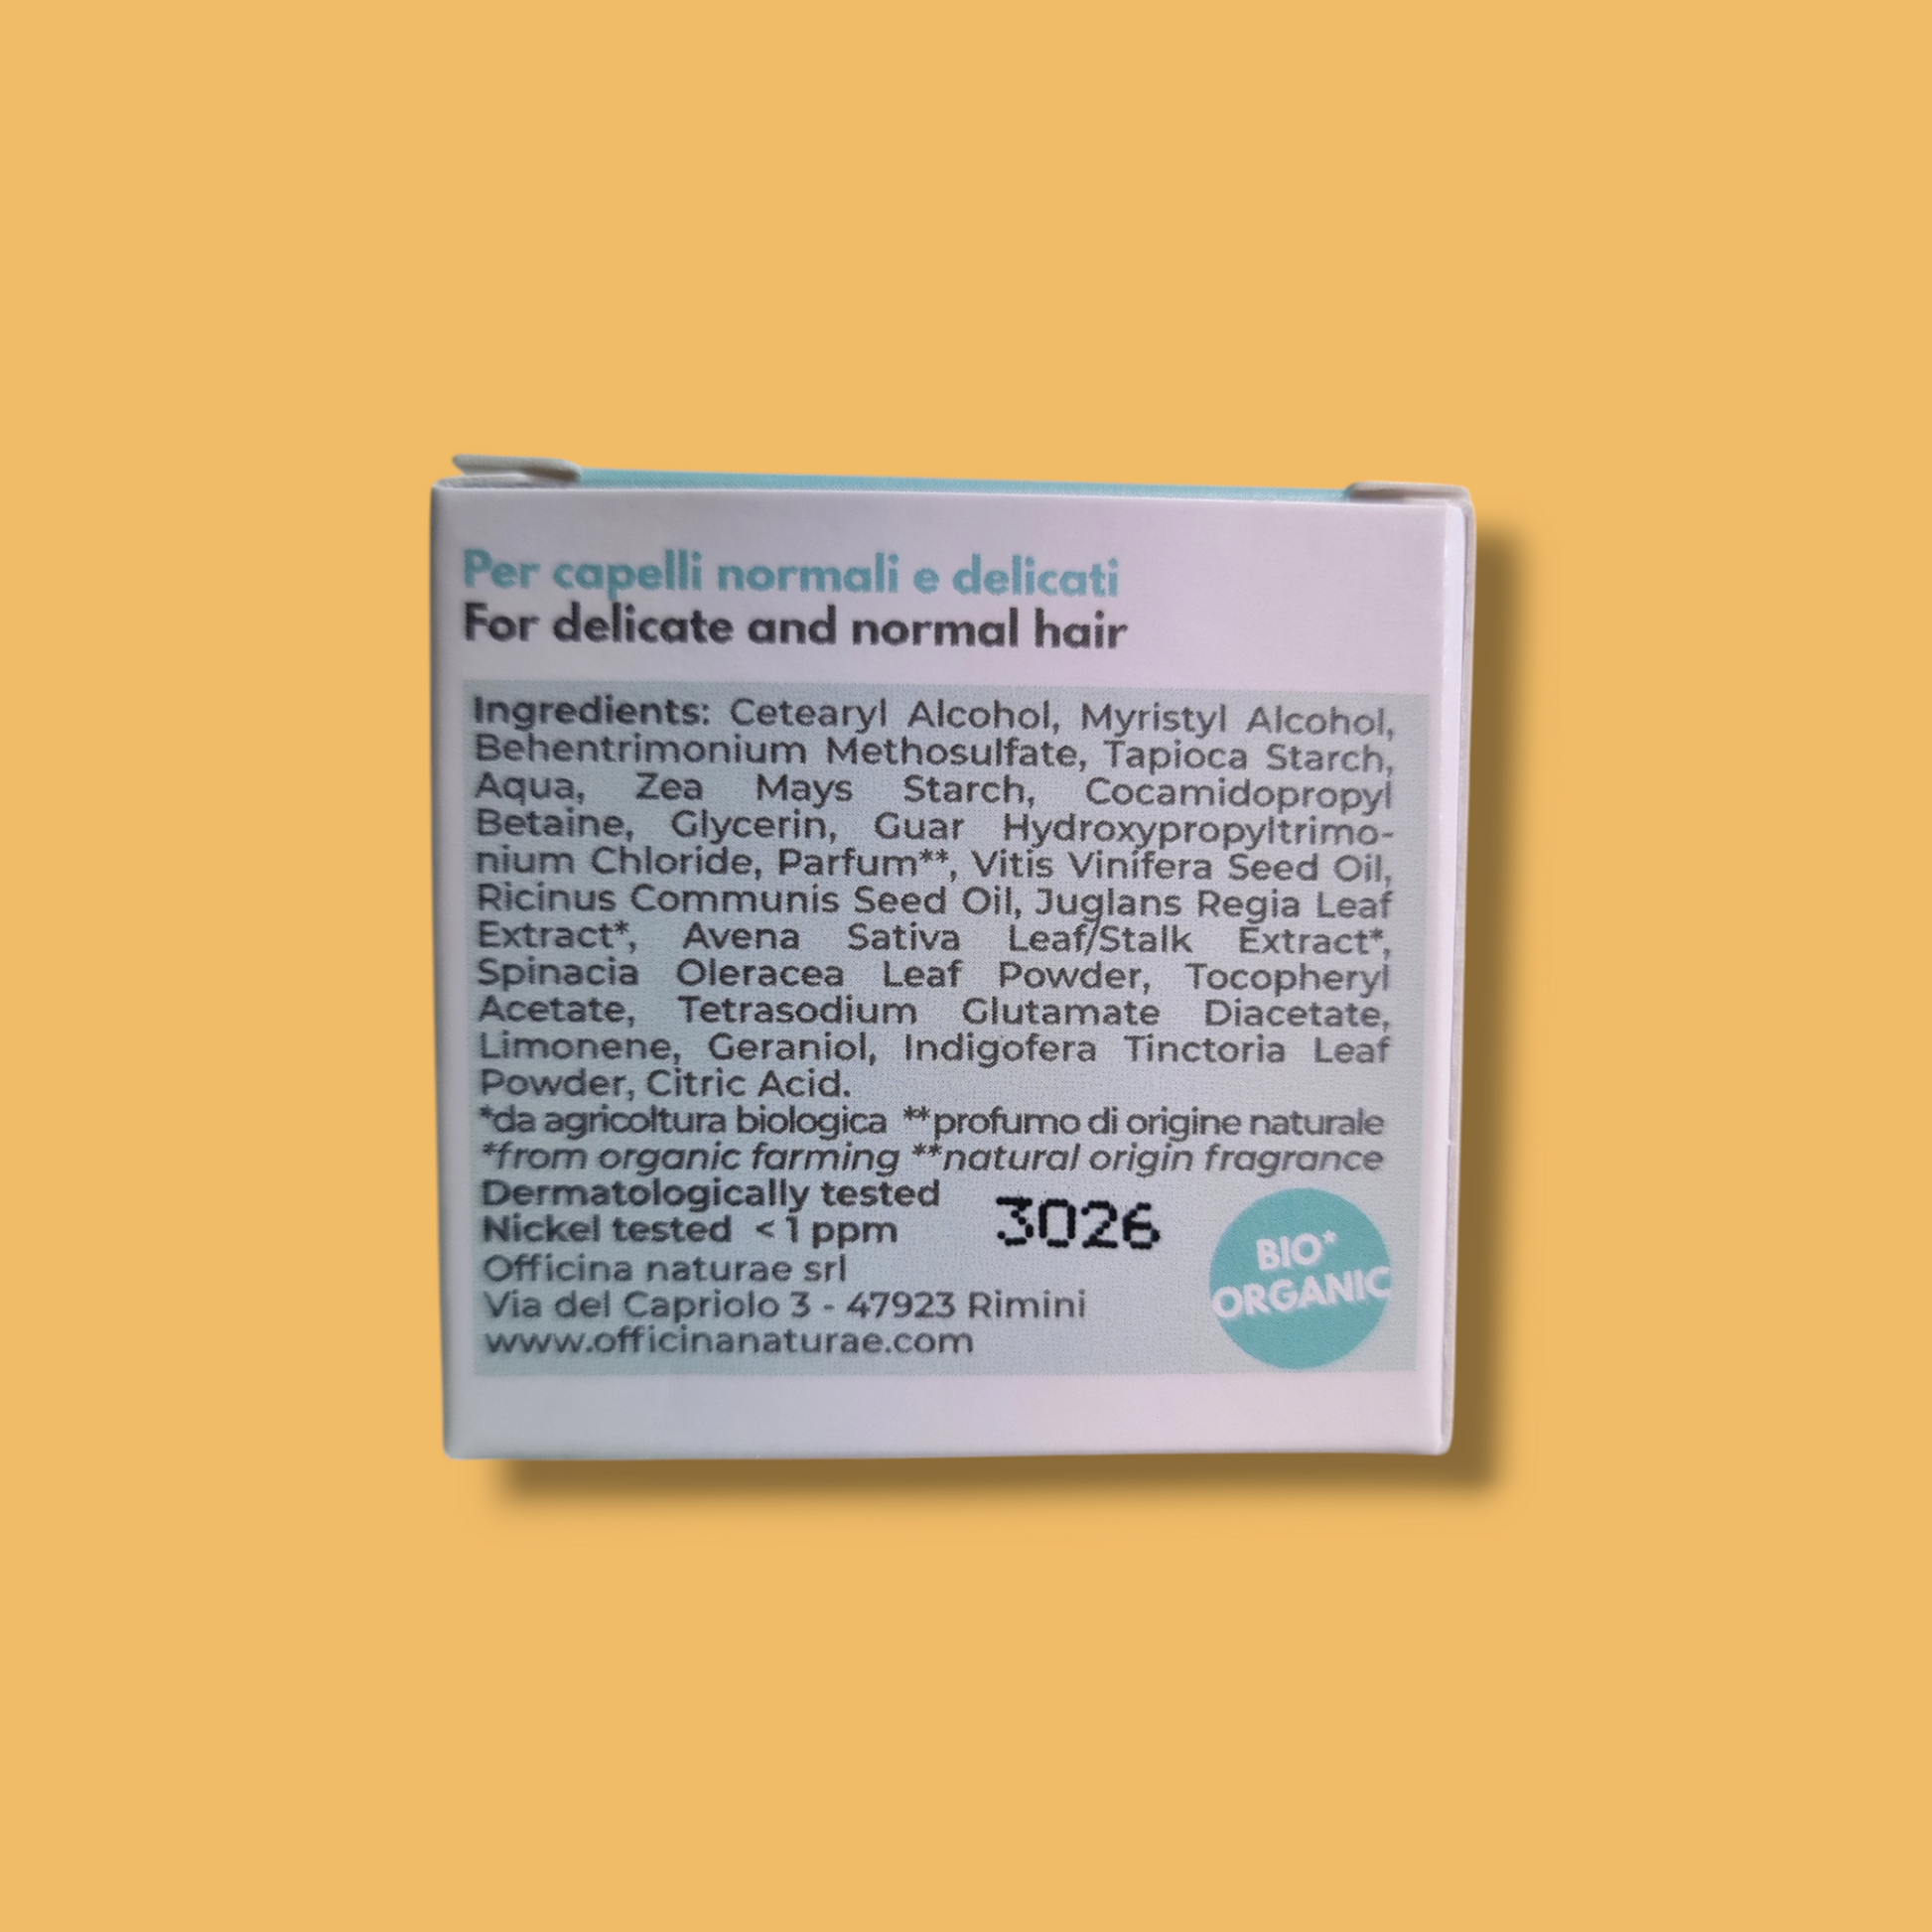 Per capelli normali e delicati
For delicate and normal hair
Ingredients: Cetearyl Alcohol, Myristyl Alcohol,
Behentrimonium Methosulfate, Tapioca Starch,
Aqua, Zea Mays Starch, Cocamidopropyl
Betaine, Glycerin, Guar Hydroxypropyltrimo-
nium Chloride, Parfum**, Vitis Vinifera Seed Oil,
Ricinus Communis Seed Oil, Juglans Regia Leaf
Extract*, Avena Sativa Leaf/Stalk Extract*,
Spinacia Oleracea Leaf Powder, Tocopheryl
Acetate, Tetrasodium Glutamate Diacetate,
Limonene, Geraniol, Indigofera Tinctoria Leaf
Powder, Citric Acid.
*da agricoltura biologica **profumo di origine naturale
*from organic farming **natural origin fragrance
Dermatologically tested
Nickel tested < 1 ppm
3026
Officina naturae srl
Via del Capriolo 3 - 47923 Rimini
www.officinanaturae.com
BIO*
ORGANIC